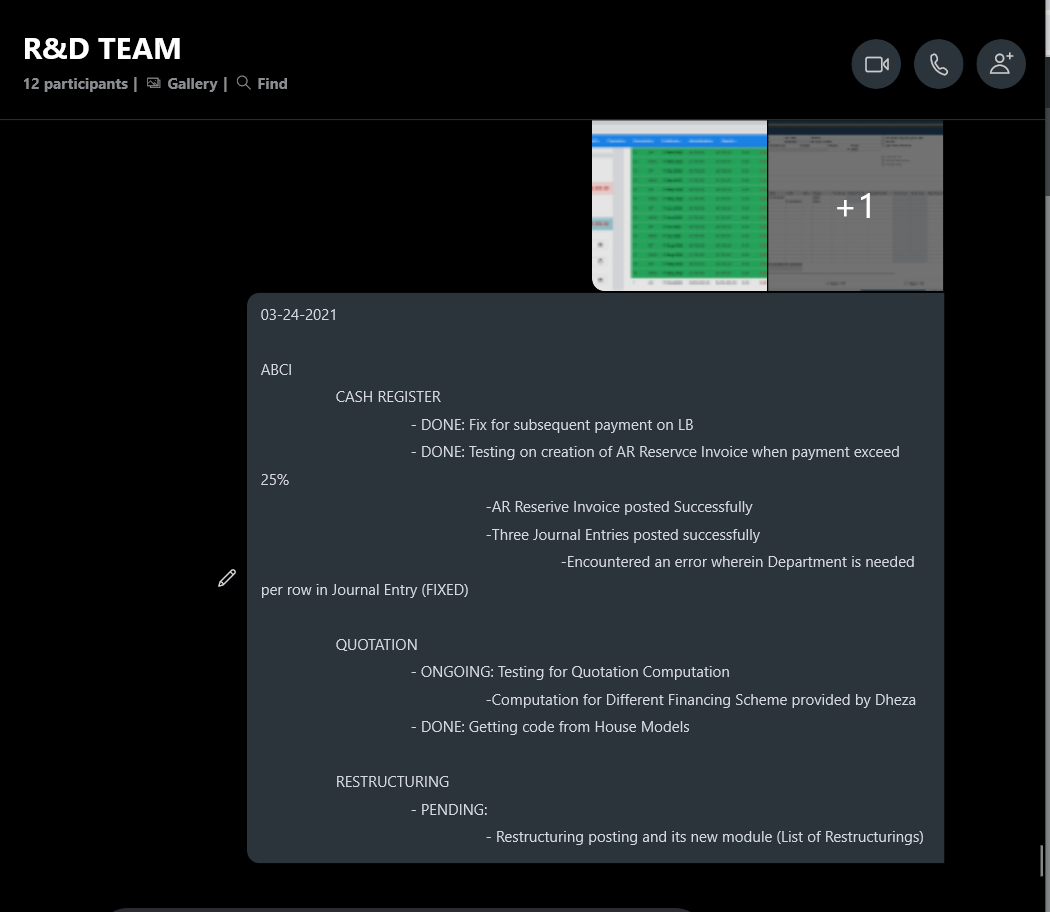 R&D TEAM
12 participants | Gallery | Find
+1
03-24-2021
ABCI
CASH REGISTER
- DONE: Fix for subsequent payment on LB
- DONE: Testing on creation of AR Reservce Invoice when payment exceed
25%
-AR Reserive Invoice posted Successfully
-Three Journal Entries posted successfully
-Encountered an error wherein Department is needed
per row in Journal Entry (FIXED)
QUOTATION
- ONGOING: Testing for Quotation Computation
-Computation for Different Financing Scheme provided by Dheza
- DONE: Getting code from House Models
RESTRUCTURING
- PENDING:
- Restructuring posting and its new module (List of Restructurings)